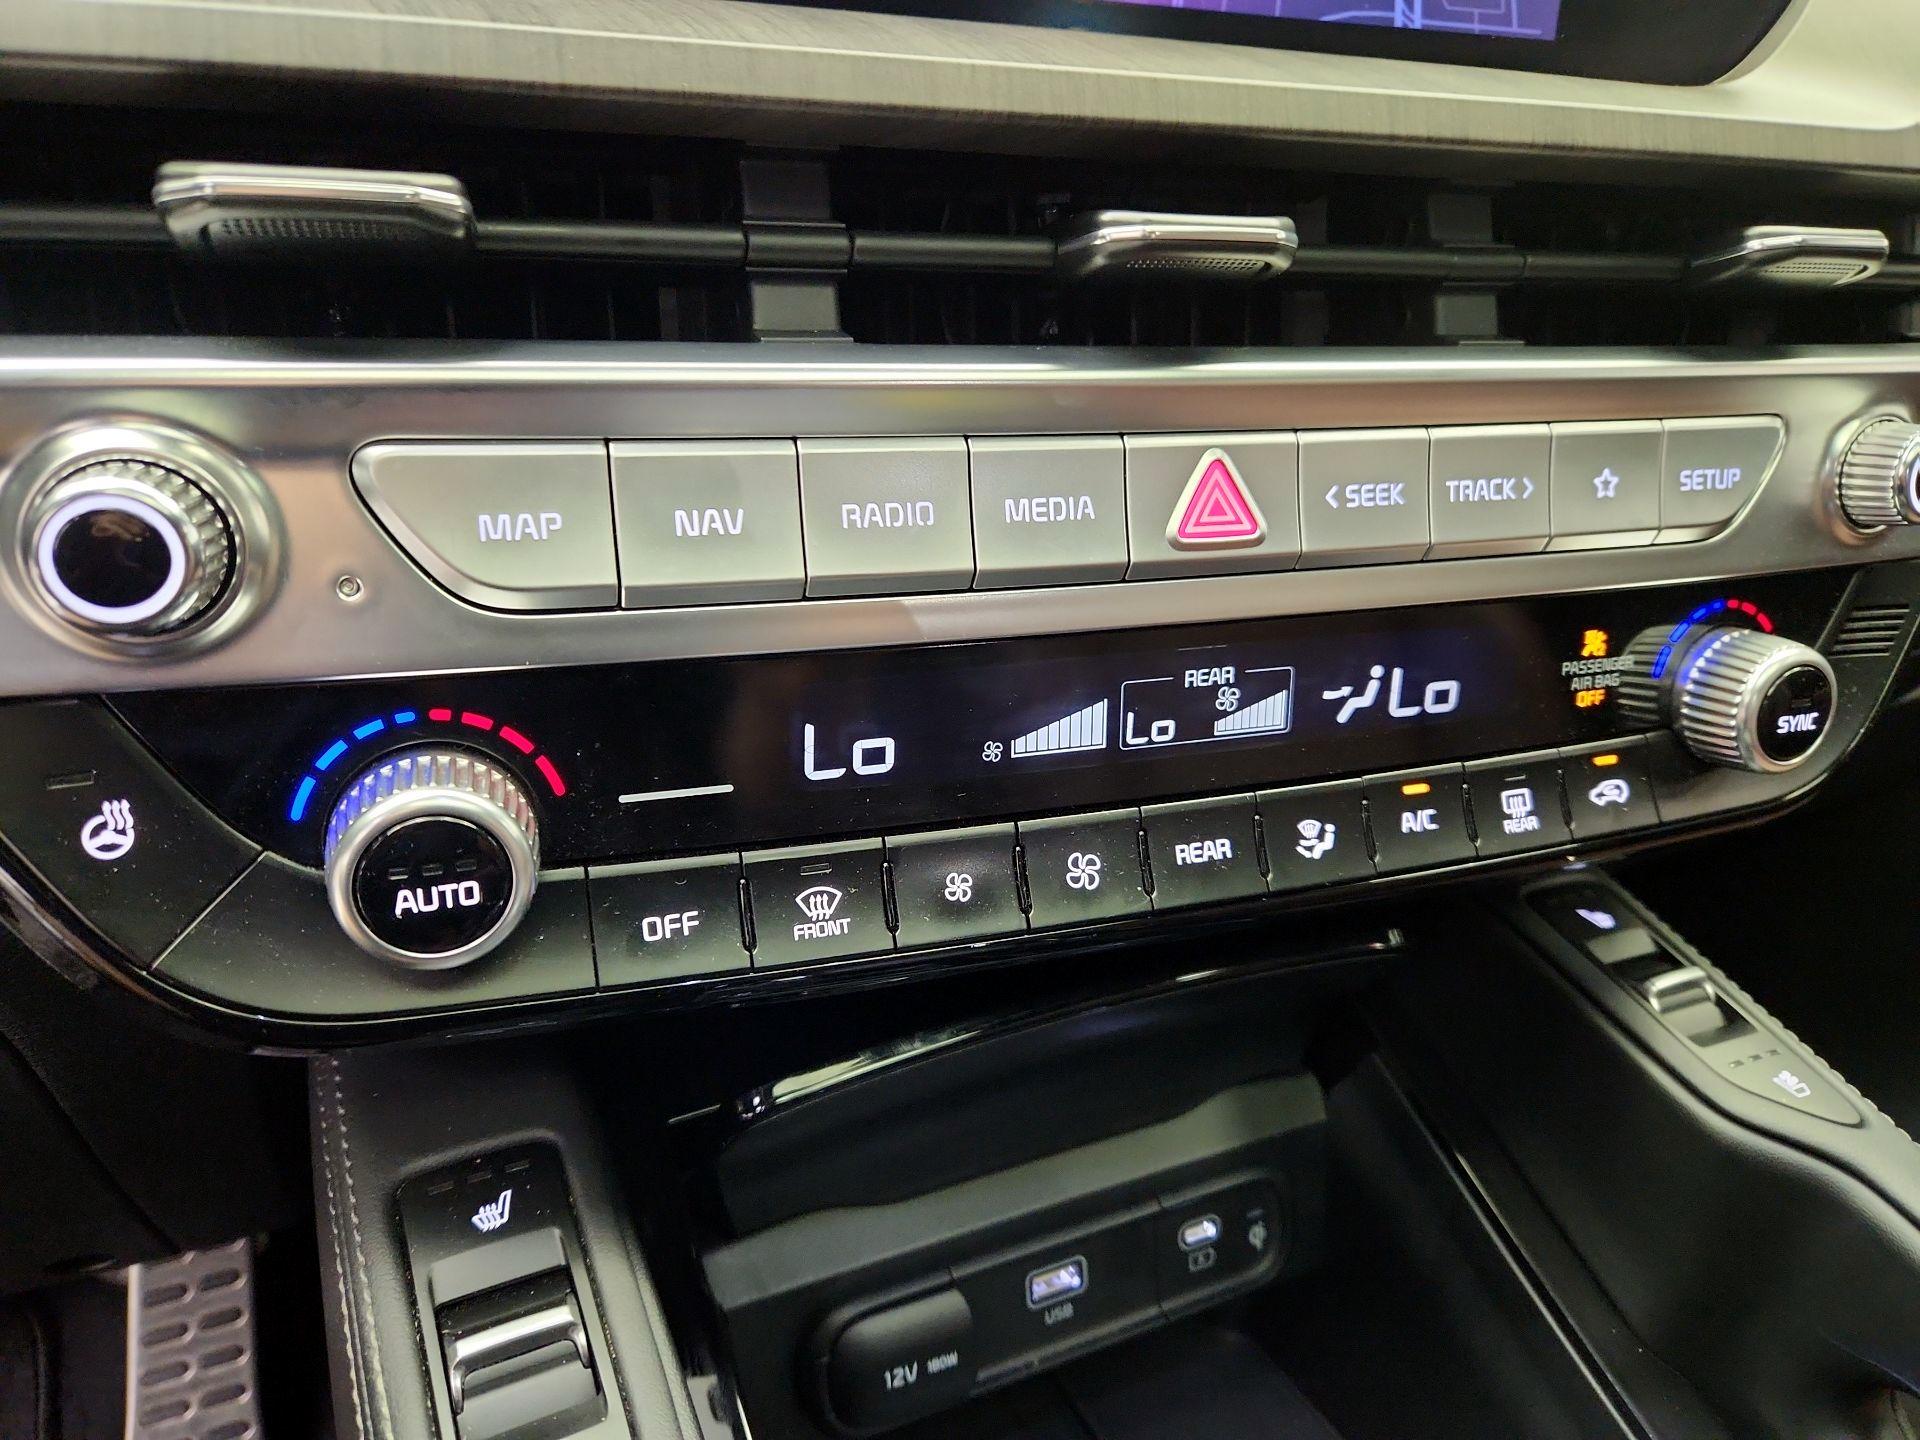 MAP NAV RADIO MEDIA < SEEK TRACK > SETUP
Lo
REAR
Lo
Lo
PASSENGER
AIR BAG
OFF
SYNC
AUTO
OFF
FRONT
REAR
A/C
REAR
12V 180W
USB